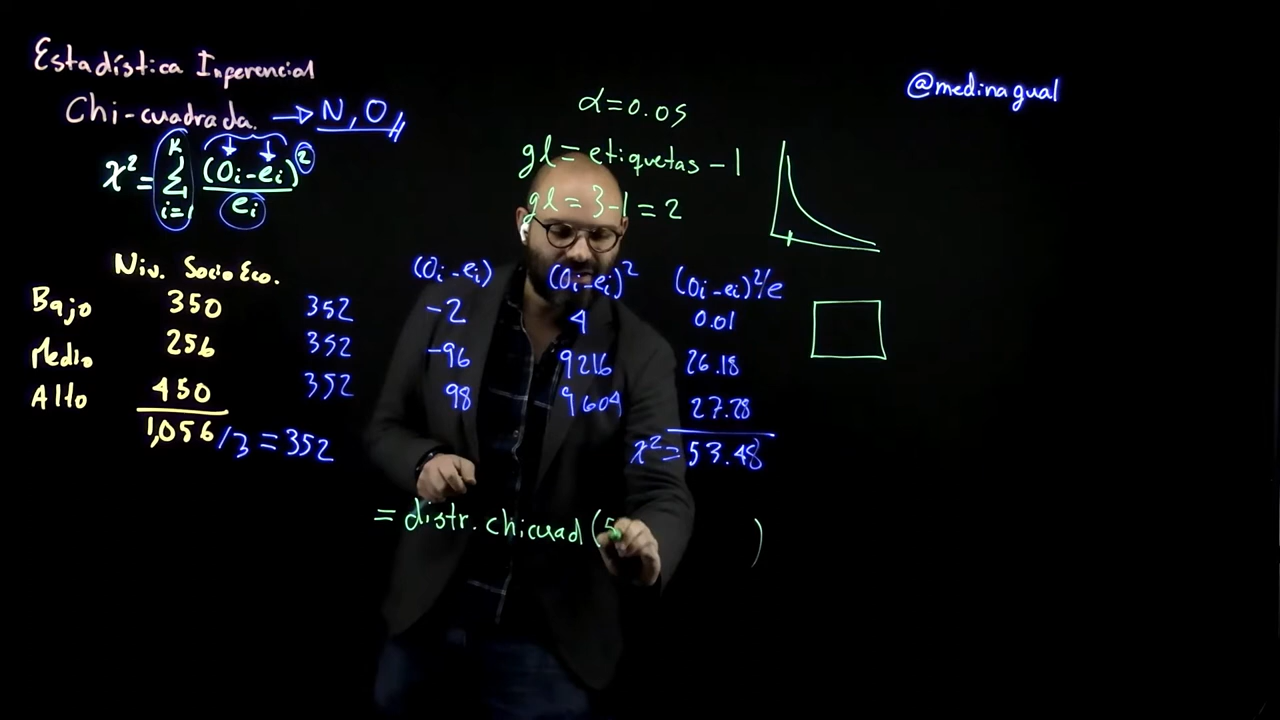 Estadística Inferencial
Chi-cuadrada. → N, O
χ² = Σ (Oi - ei)² / ei
K
i=1
@medinagual
α = 0.05
gl = etiquetas - 1
gl = 3-1 = 2
Niv. Socio Eco.
(Oi - ei) (Oi - ei)² (Oi - ei)²/e
Bajo 350 352 -2 4 0.01
Medio 256 352 -96 9216 26.18
Alto 450 352 98 9604 27.28
1,056 /3 = 352
χ² = 53.48
= distr. chicuad (5 )